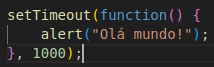 setTimeout(function() {
    alert("Olá mundo!");
}, 1000);